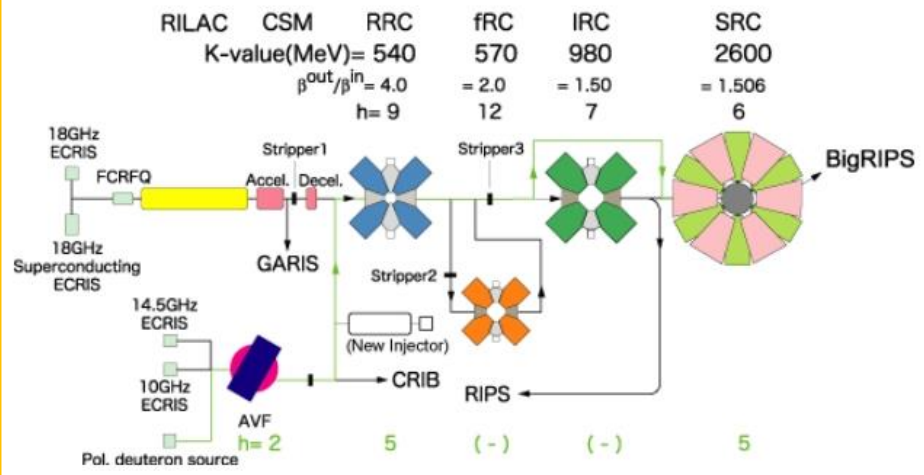 RILAC CSM RRC fRC IRC SRC
K-value(MeV)= 540 570 980 2600
βout/βin= 4.0 = 2.0 = 1.50 = 1.506
h= 9 12 7 6
18GHz
ECRIS
FCRFQ
Accel.
Stripper1
Decel.
Stripper3
BigRIPS
18GHz
Superconducting
ECRIS
GARIS
Stripper2
14.5GHz
ECRIS
(New Injector)
10GHz
ECRIS
CRIB
RIPS
AVF
h= 2 5 (-) (-) 5
Pol. deuteron source